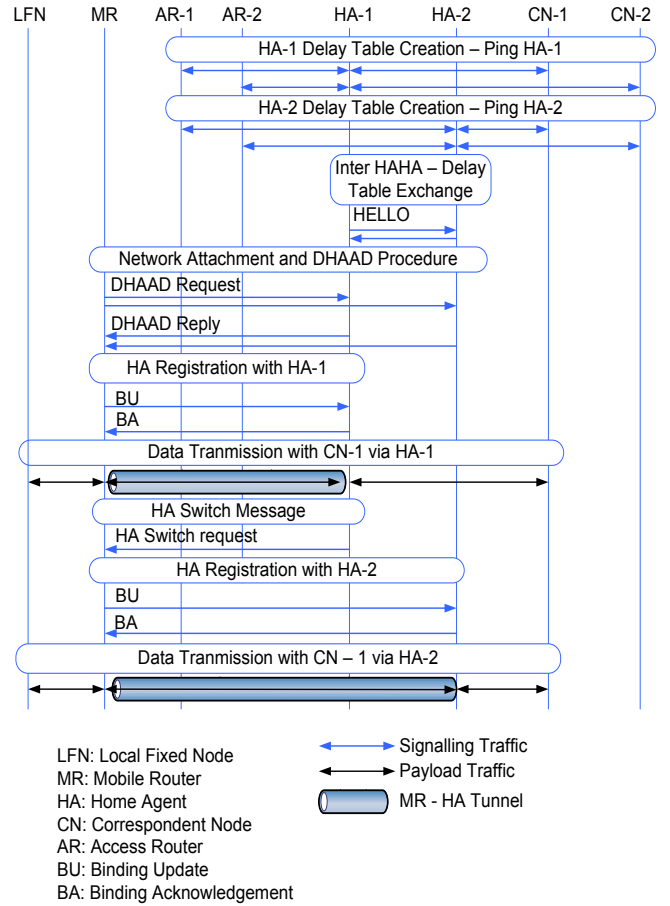 LFN MR AR-1 AR-2 HA-1 HA-2 CN-1 CN-2
HA-1 Delay Table Creation – Ping HA-1
HA-2 Delay Table Creation – Ping HA-2
Inter HAHA – Delay
Table Exchange
HELLO
Network Attachment and DHAAD Procedure
DHAAD Request
DHAAD Reply
HA Registration with HA-1
BU
BA
Data Tranmission with CN-1 via HA-1
HA Switch Message
HA Switch request
HA Registration with HA-2
BU
BA
Data Tranmission with CN – 1 via HA-2
LFN: Local Fixed Node
MR: Mobile Router
HA: Home Agent
CN: Correspondent Node
AR: Access Router
BU: Binding Update
BA: Binding Acknowledgement
Signalling Traffic
Payload Traffic
MR - HA Tunnel